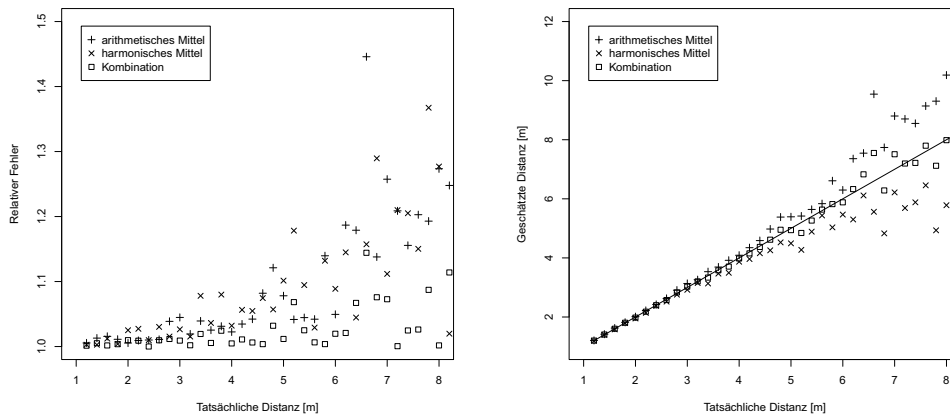 1.5
1.4
1.3
1.2
1.1
1.0
Relativer Fehler
+ arithmetisches Mittel
× harmonisches Mittel
□ Kombination
1 2 3 4 5 6 7 8
Tatsächliche Distanz [m]
12
10
8
6
4
2
Geschätzte Distanz [m]
+ arithmetisches Mittel
× harmonisches Mittel
□ Kombination
1 2 3 4 5 6 7 8
Tatsächliche Distanz [m]